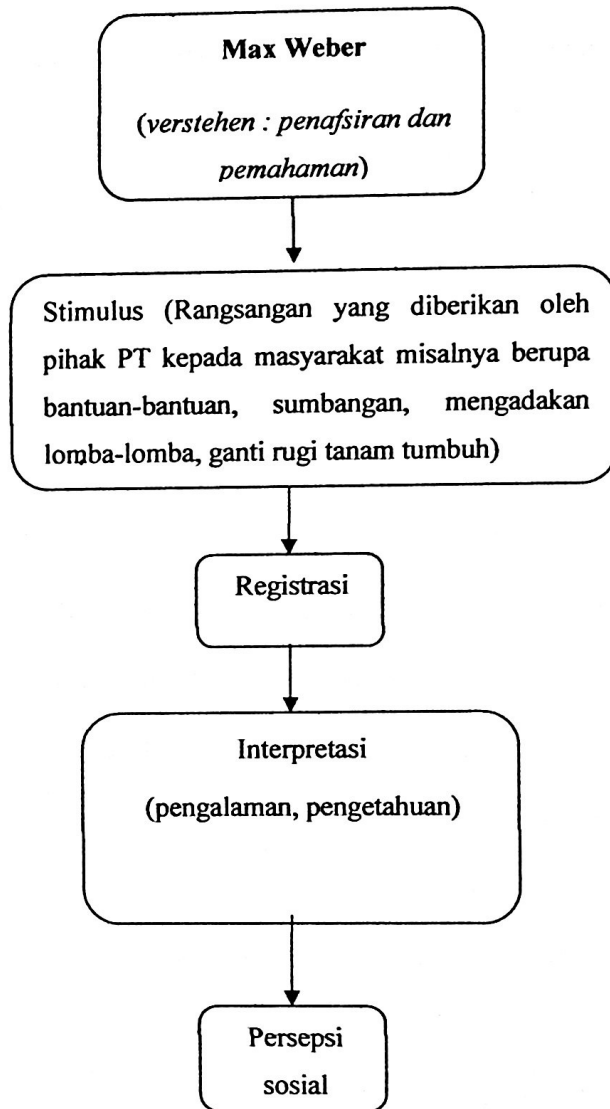 Max Weber
(verstehen : penafsiran dan
pemahaman)
Stimulus (Rangsangan yang diberikan oleh
pihak PT kepada masyarakat misalnya berupa
bantuan-bantuan, sumbangan, mengadakan
lomba-lomba, ganti rugi tanam tumbuh)
Registrasi
Interpretasi
(pengalaman, pengetahuan)
Persepsi
sosial